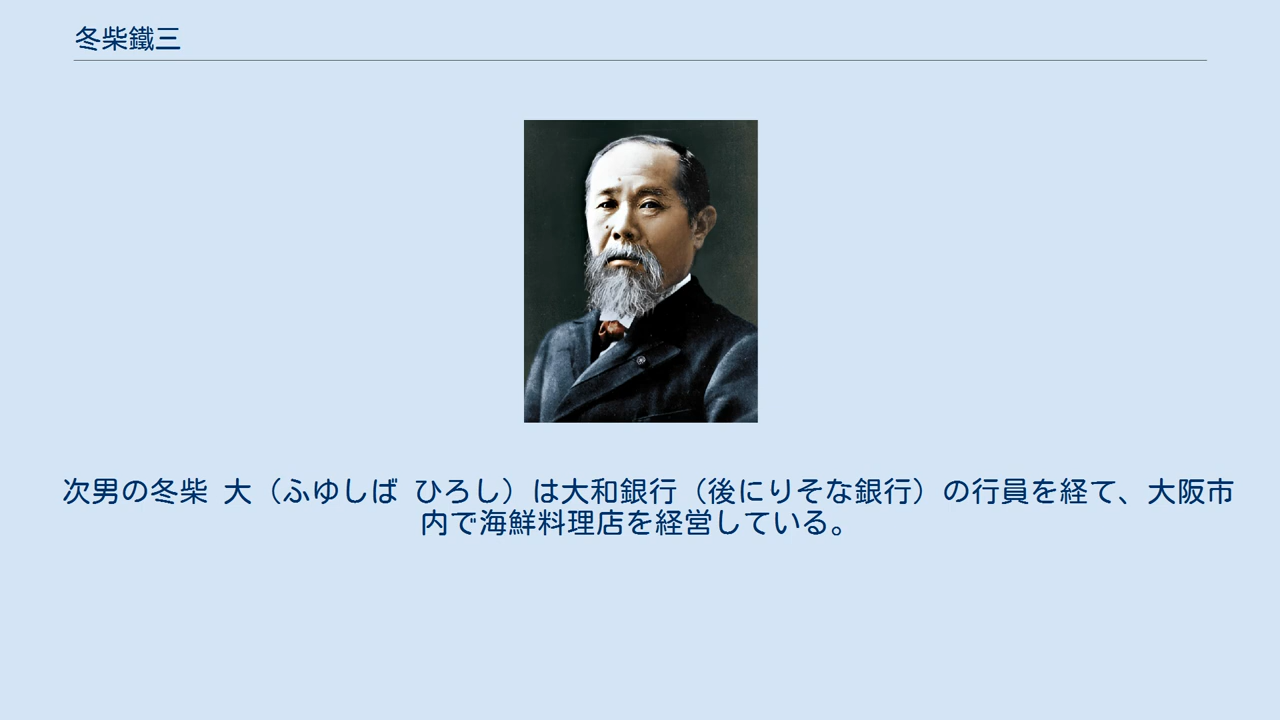 冬柴鐵三
次男の冬柴 大（ふゆしば ひろし）は大和銀行（後にりそな銀行）の行員を経て、大阪市
内で海鮮料理店を経営している。